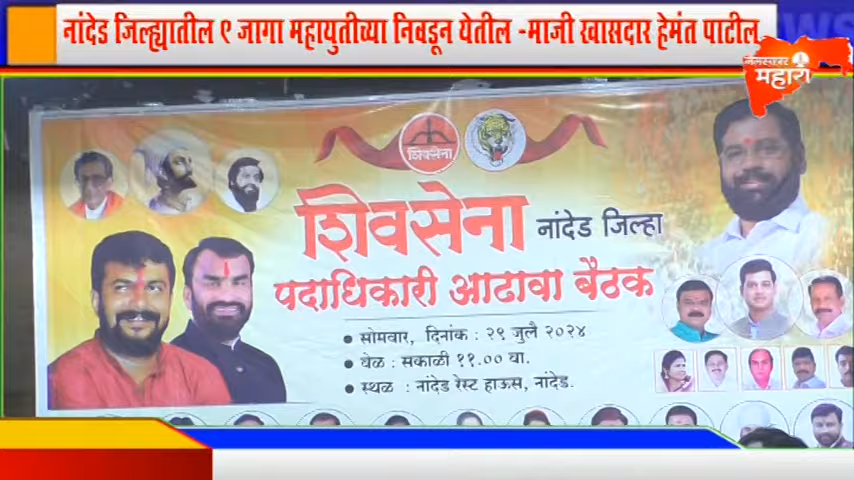 नांदेड जिल्ह्यातील ९ जागा महायुतीच्या निवडून येतील -माजी खासदार हेमंत पाटील
महारा
शिवसेना
शिवसेना नांदेड जिल्हा
पदाधिकारी आढावा बैठक
• सोमवार, दिनांक : २९ जुलै २०२४
• वेळ : सकाळी ११.०० वा.
• स्थळ : नांदेड रेस्ट हाऊस, नांदेड.